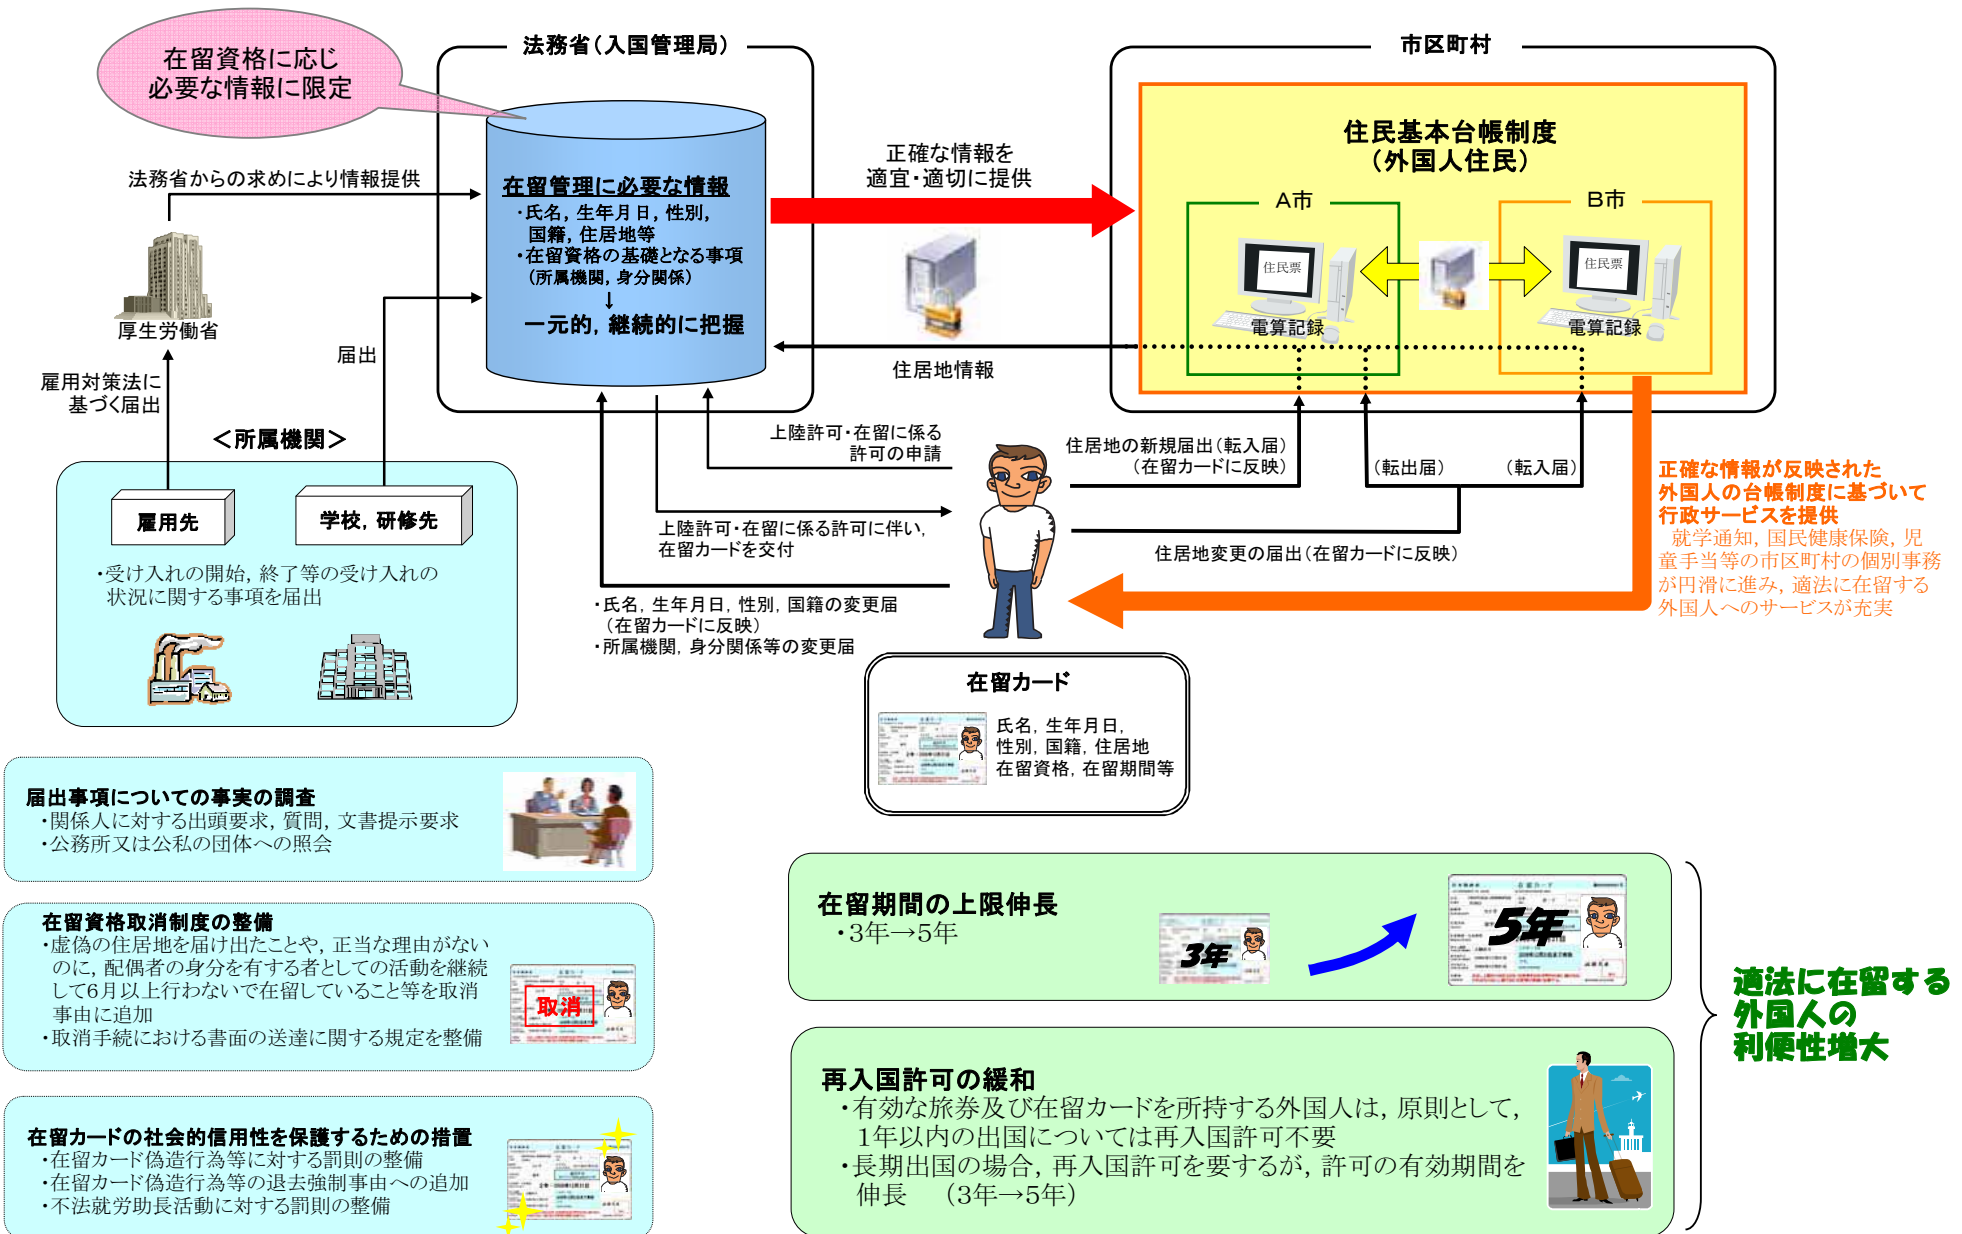 在留資格に応じ
必要な情報に限定
法務省(入国管理局)
市区町村
在留管理に必要な情報
・氏名, 生年月日, 性別,
国籍, 住居地等
・在留資格の基礎となる事項
(所属機関, 身分関係)
↓
一元的, 継続的に把握
正確な情報を
適宜・適切に提供
住民基本台帳制度
(外国人住民)
A市
B市
住民票
住民票
電算記録
電算記録
法務省からの求めにより情報提供
厚生労働省
雇用対策法に
基づく届出
届出
住居地情報
<所属機関>
雇用先
学校, 研修先
・受け入れの開始, 終了等の受け入れの
状況に関する事項を届出
上陸許可・在留に係る
許可の申請
上陸許可・在留に係る許可に伴い,
在留カードを交付
・氏名, 生年月日, 性別, 国籍の変更届
(在留カードに反映)
・所属機関, 身分関係等の変更届
住居地の新規届出(転入届)
(在留カードに反映)
(転出届)
(転入届)
住居地変更の届出(在留カードに反映)
正確な情報が反映された
外国人の台帳制度に基づいて
行政サービスを提供
就学通知, 国民健康保険, 児
童手当等の市区町村の個別事務
が円滑に進み, 適法に在留する
外国人へのサービスが充実
在留カード
氏名, 生年月日,
性別, 国籍, 住居地
在留資格, 在留期間等
届出事項についての事実の調査
・関係人に対する出頭要求, 質問, 文書提示要求
・公務所又は公私の団体への照会
在留資格取消制度の整備
・虚偽の住居地を届け出たことや, 正当な理由がない
のに, 配偶者の身分を有する者としての活動を継続
して6月以上行わないで在留していること等を取消
事由に追加
・取消手続における書面の送達に関する規定を整備
取消
在留カードの社会的信用性を保護するための措置
・在留カード偽造行為等に対する罰則の整備
・在留カード偽造行為等の退去強制事由への追加
・不法就労助長活動に対する罰則の整備
在留期間の上限伸長
・3年→5年
3年
5年
再入国許可の緩和
・有効な旅券及び在留カードを所持する外国人は, 原則として,
1年以内の出国については再入国許可不要
・長期出国の場合, 再入国許可を要するが, 許可の有効期間を
伸長 (3年→5年)
適法に在留する
外国人の
利便性増大